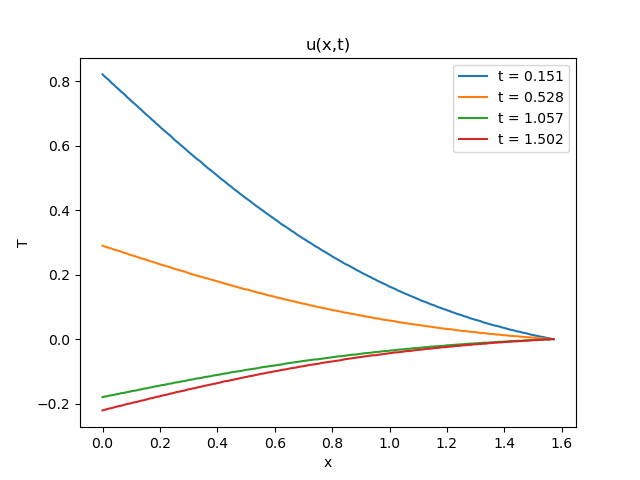 u(x,t)
t = 0.151
t = 0.528
t = 1.057
t = 1.502
0.8
0.6
0.4
0.2
0.0
−0.2
T
0.0 0.2 0.4 0.6 0.8 1.0 1.2 1.4 1.6
x